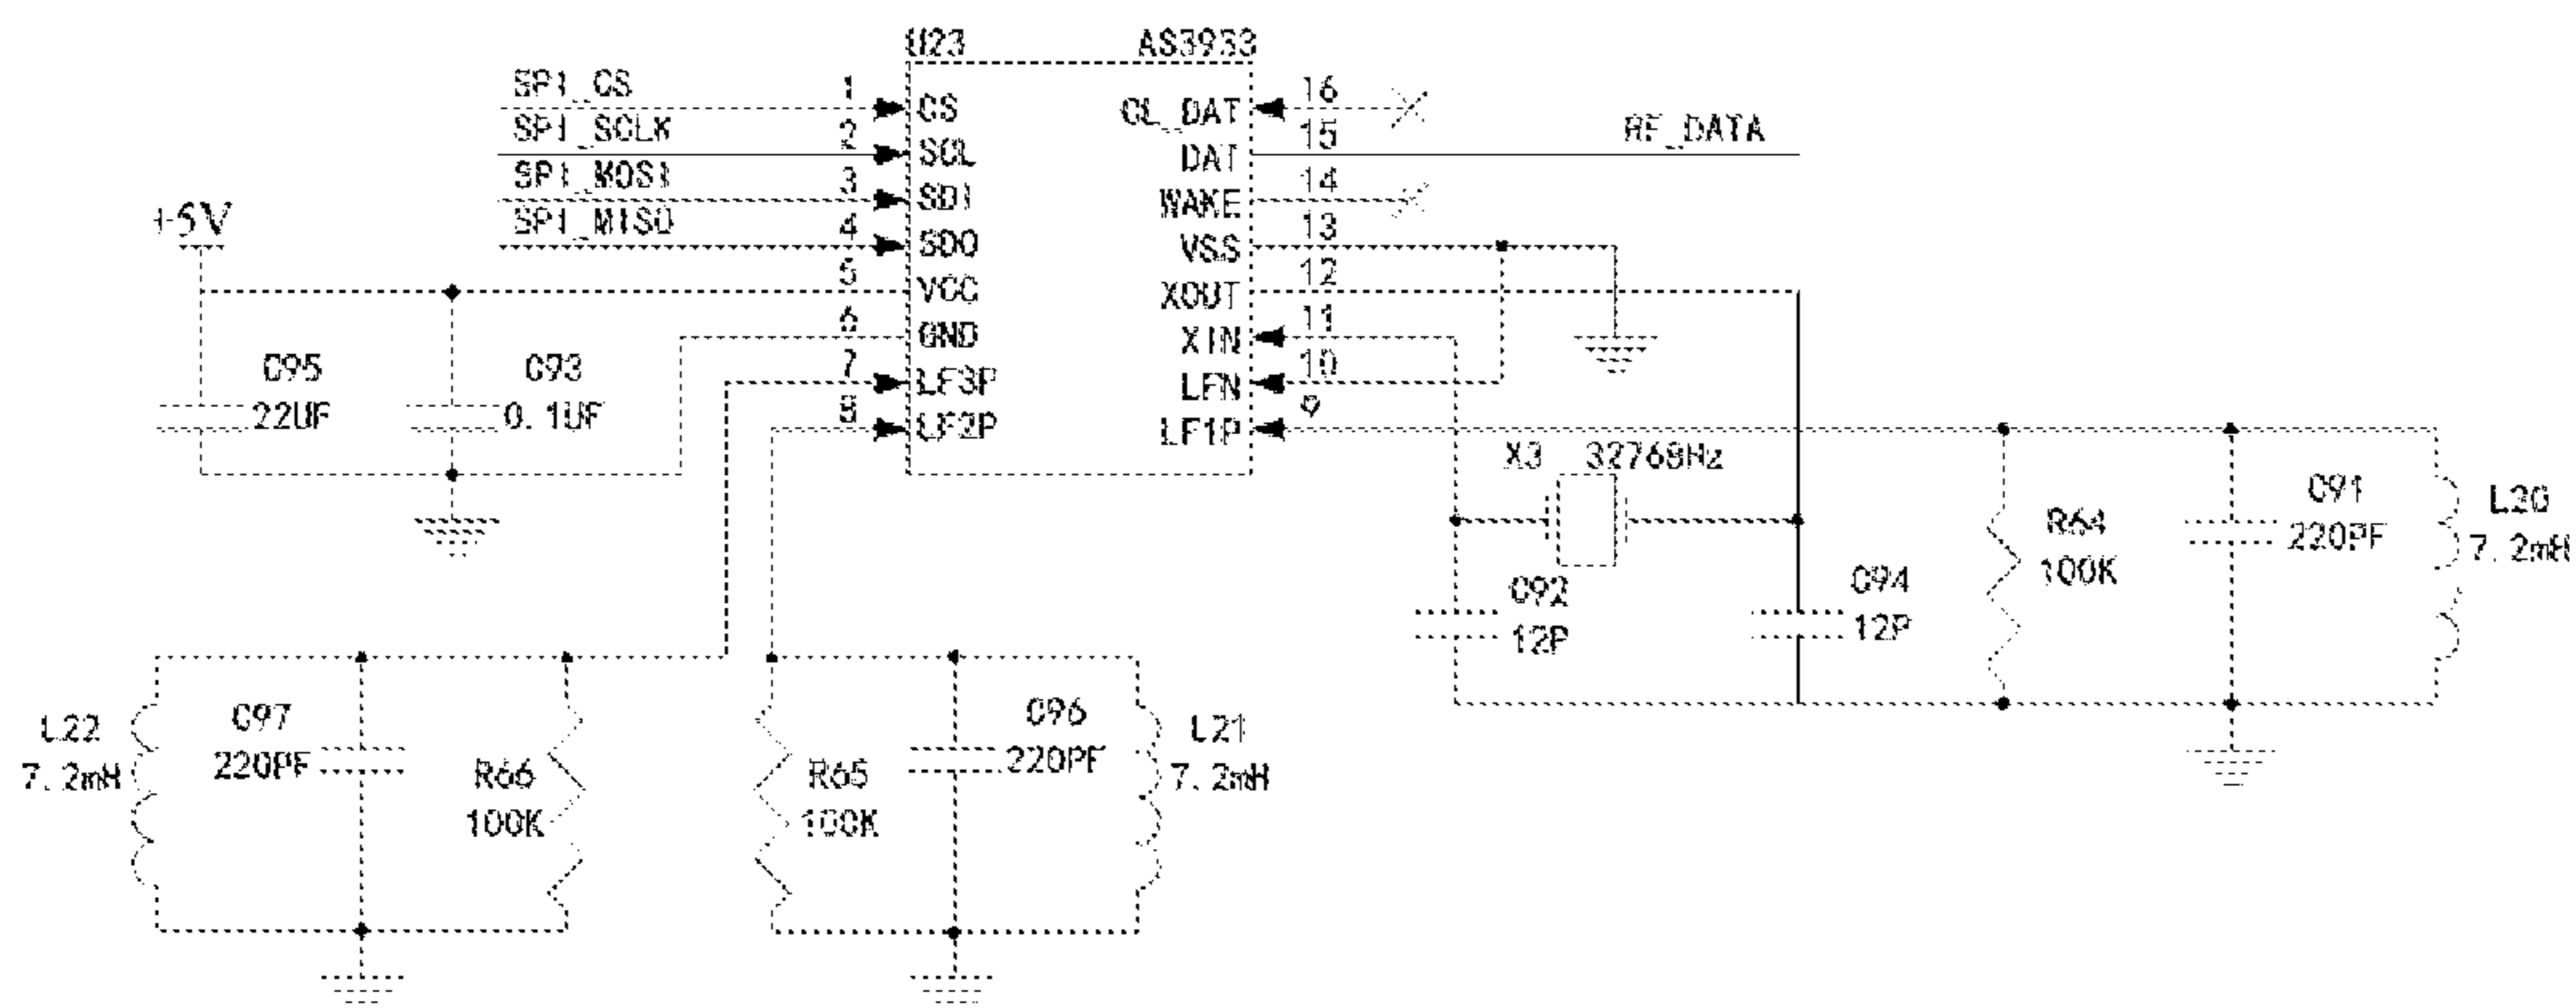 U23 AS3933
SPI_CS 1 CS
SPI_SCLK 2 SCL
SPI_MOSI 3 SDI
SPI_MISO 4 SDO
+5V 5 VCC
6 GND
7 LF3P
8 LF2P
CL_DAT 16
DAT 15 RF_DATA
WAKE 14
VSS 13
XOUT 12
XIN 11
LFN 10
LF1P 9
C95
22UF
C93
0.1UF
X3 32768Hz
C92
12P
C94
12P
R64
100K
C91
220PF
L20
7.2mH
L22
7.2mH
C97
220PF
R66
100K
R65
100K
C96
220PF
L21
7.2mH